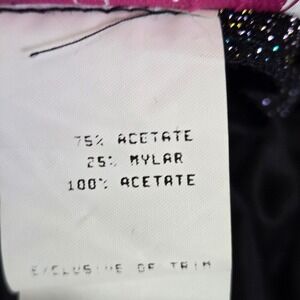 75% ACETATE
25% MYLAR
100% ACETATE
EXCLUSIVE OF TRIM